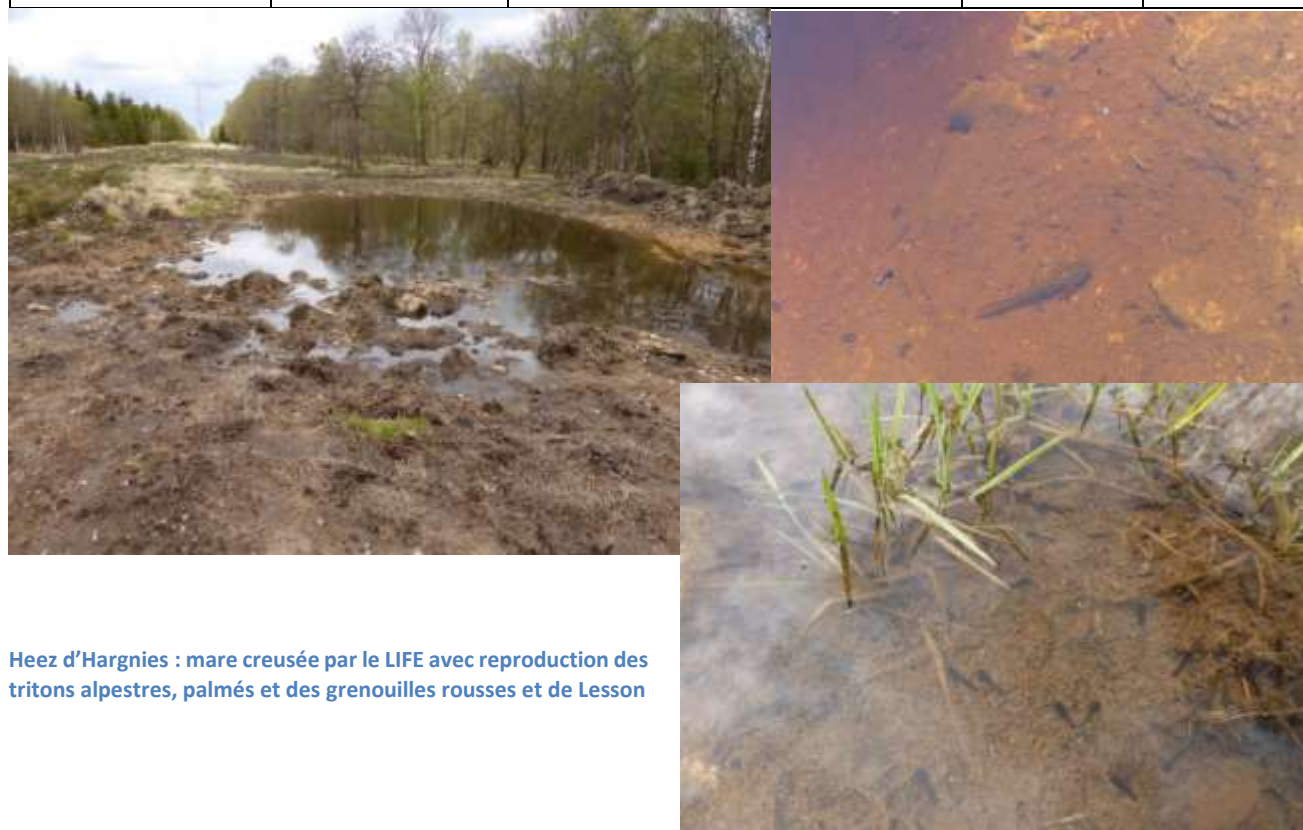 Heez d’Hargnies : mare creusée par le LIFE avec reproduction des
tritons alpestres, palmés et des grenouilles rousses et de Lesson